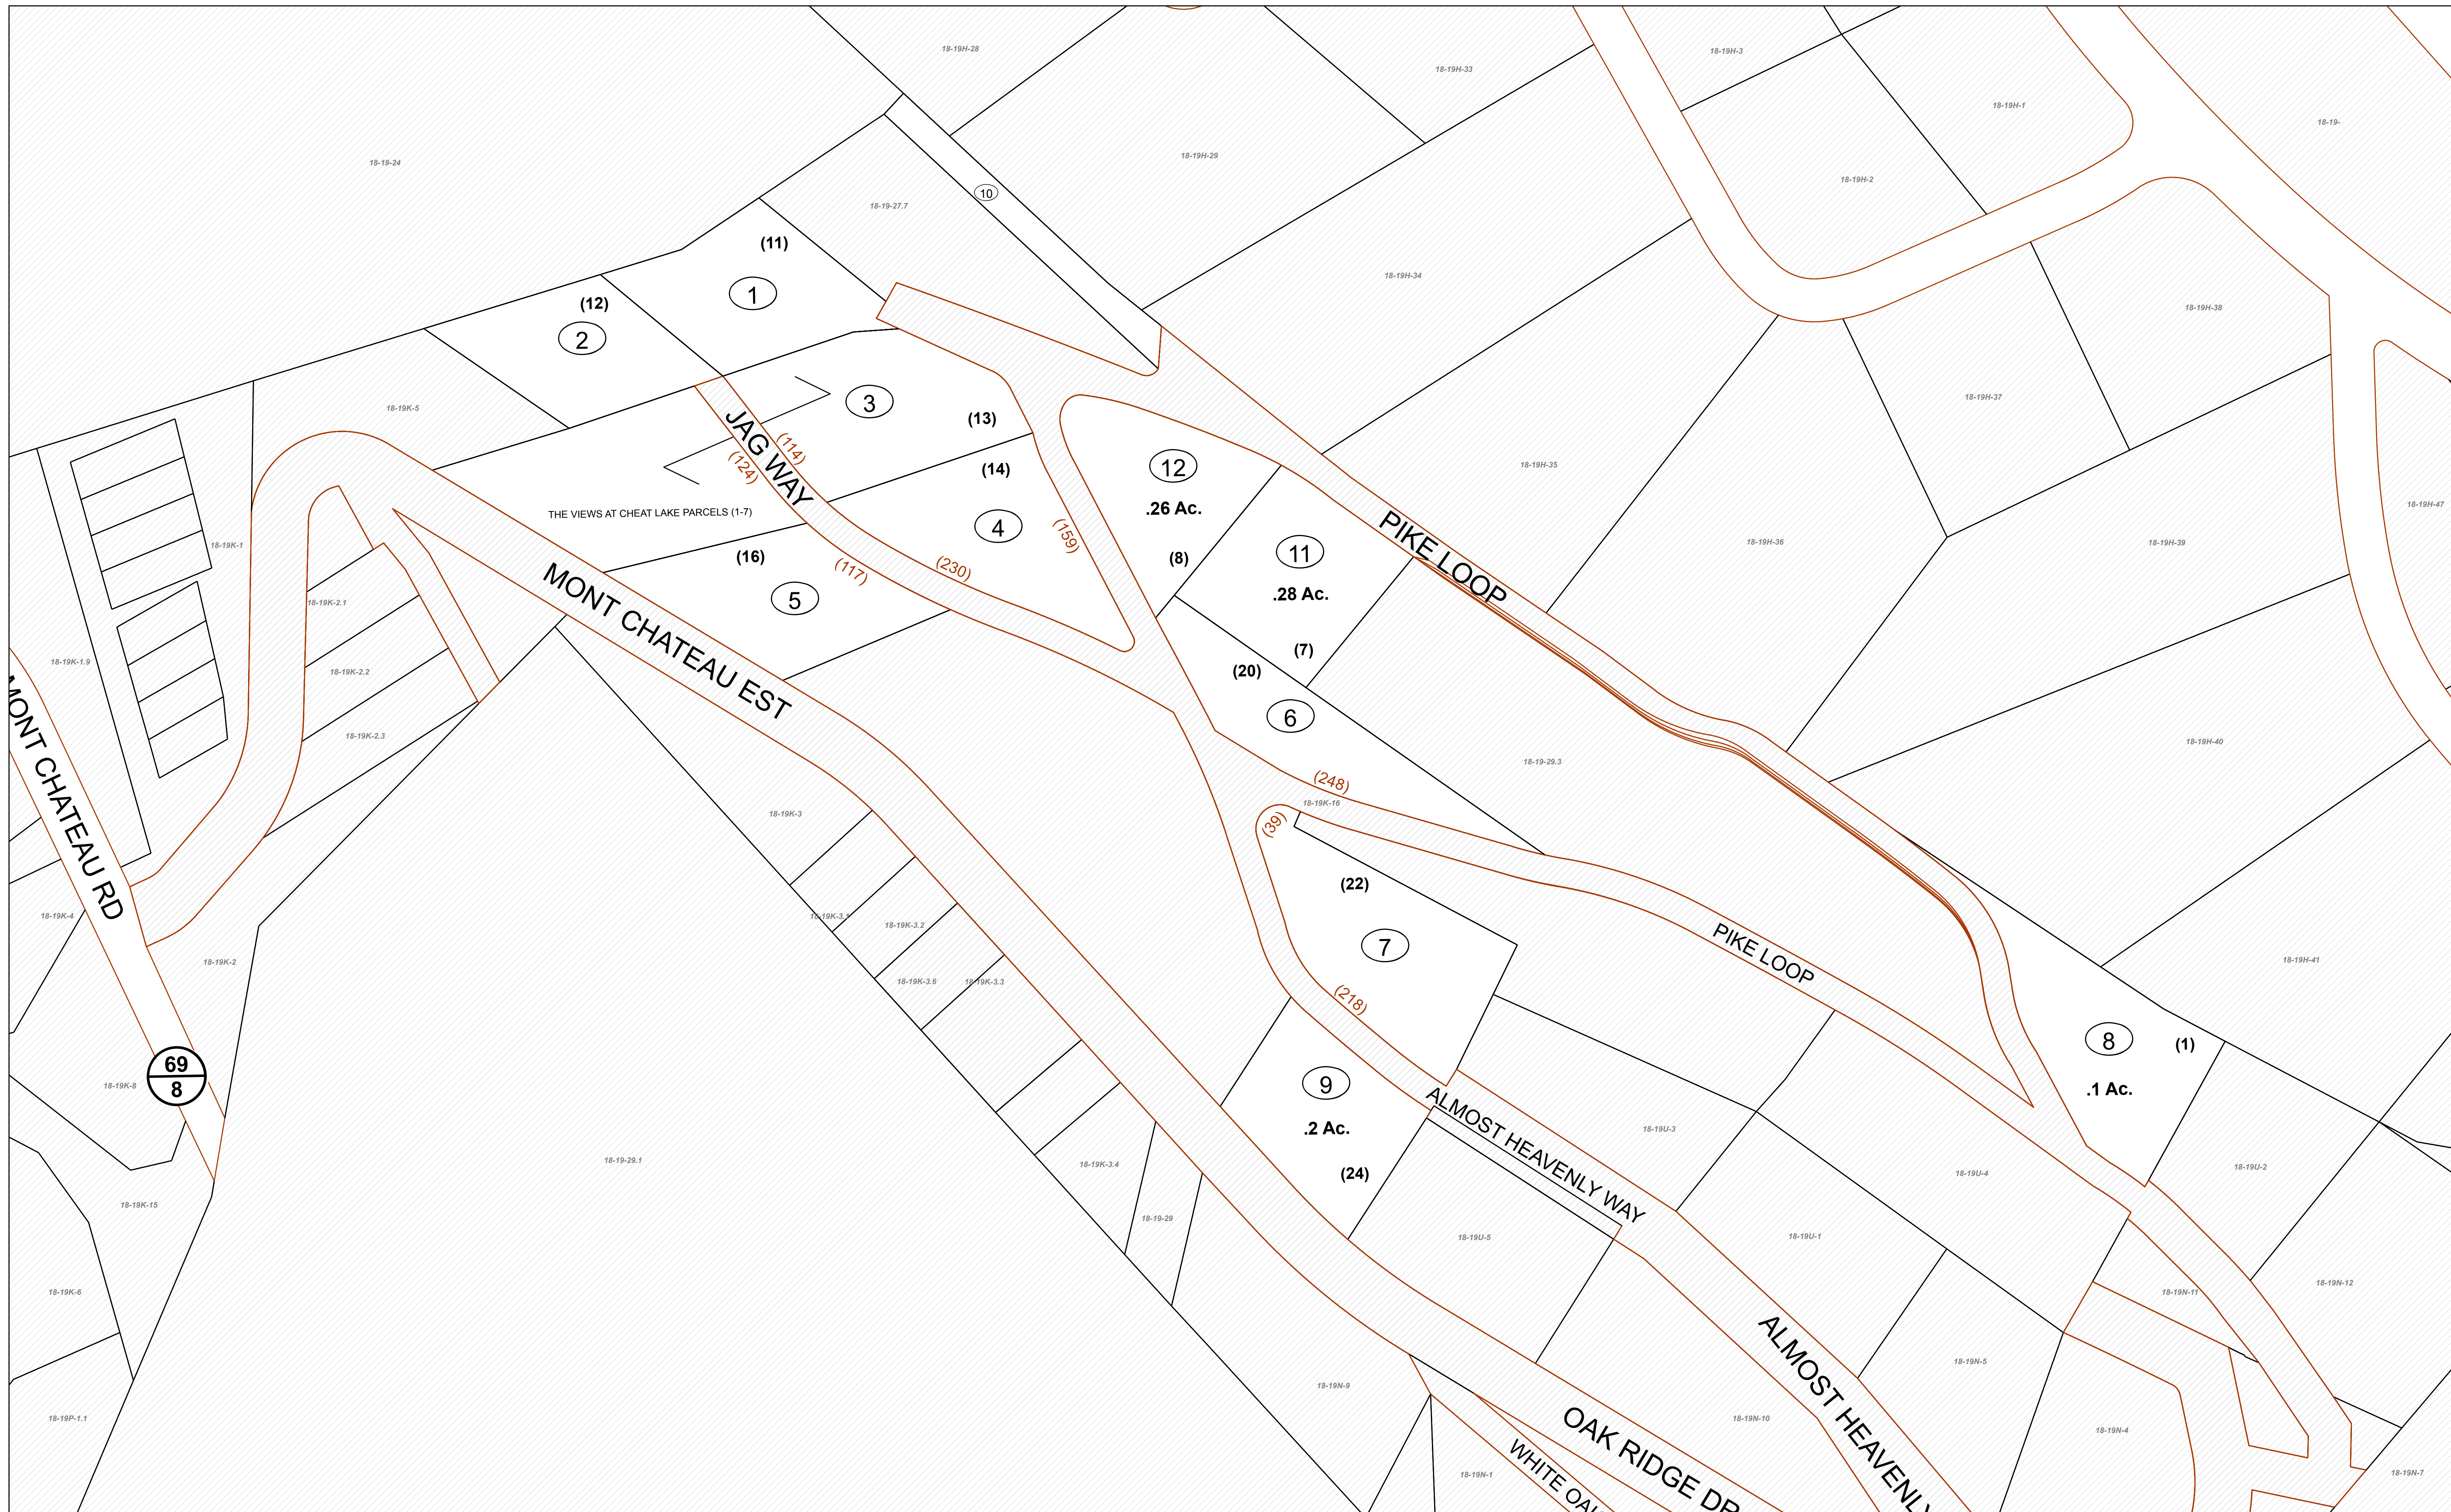 18-19H-28
18-19H-33
18-19H-3
18-19H-1
18-19-
18-19-24
18-19H-29
18-19H-2
10
18-19-27.7
(11)
1
(12)
2
18-19H-34
18-19H-38
18-19K-5
3
(13)
18-19H-37
JAG WAY
(114)
(124)
(14)
4
(159)
12
.26 Ac.
(8)
18-19H-35
18-19H-47
THE VIEWS AT CHEAT LAKE PARCELS (1-7)
PIKE LOOP
18-19H-36
18-19H-39
18-19K-1
(16)
5
(117)
(230)
11
.28 Ac.
(7)
18-19K-2.1
MONT CHATEAU EST
18-19K-1.9
18-19K-2.2
(20)
6
18-19K-2.3
18-19H-40
18-19-29.3
(248)
18-19K-16
(39)
MONT CHATEAU RD
18-19K-3
18-19K-3.1
18-19K-3.2
18-19K-3.6
18-19K-3.3
(22)
7
PIKE LOOP
18-19K-4
18-19K-2
18-19H-41
(218)
8
(1)
.1 Ac.
69
8
18-19K-8
9
.2 Ac.
(24)
ALMOST HEAVENLY WAY
18-19U-3
18-19-29.1
18-19K-3.4
18-19U-4
18-19U-2
18-19K-15
18-19-29
18-19U-5
18-19U-1
18-19N-12
18-19K-6
18-19N-11
ALMOST HEAVENLY
18-19N-9
18-19N-5
18-19P-1.1
OAK RIDGE DR
18-19N-10
18-19N-4
WHITE OAK
18-19N-1
18-19N-7